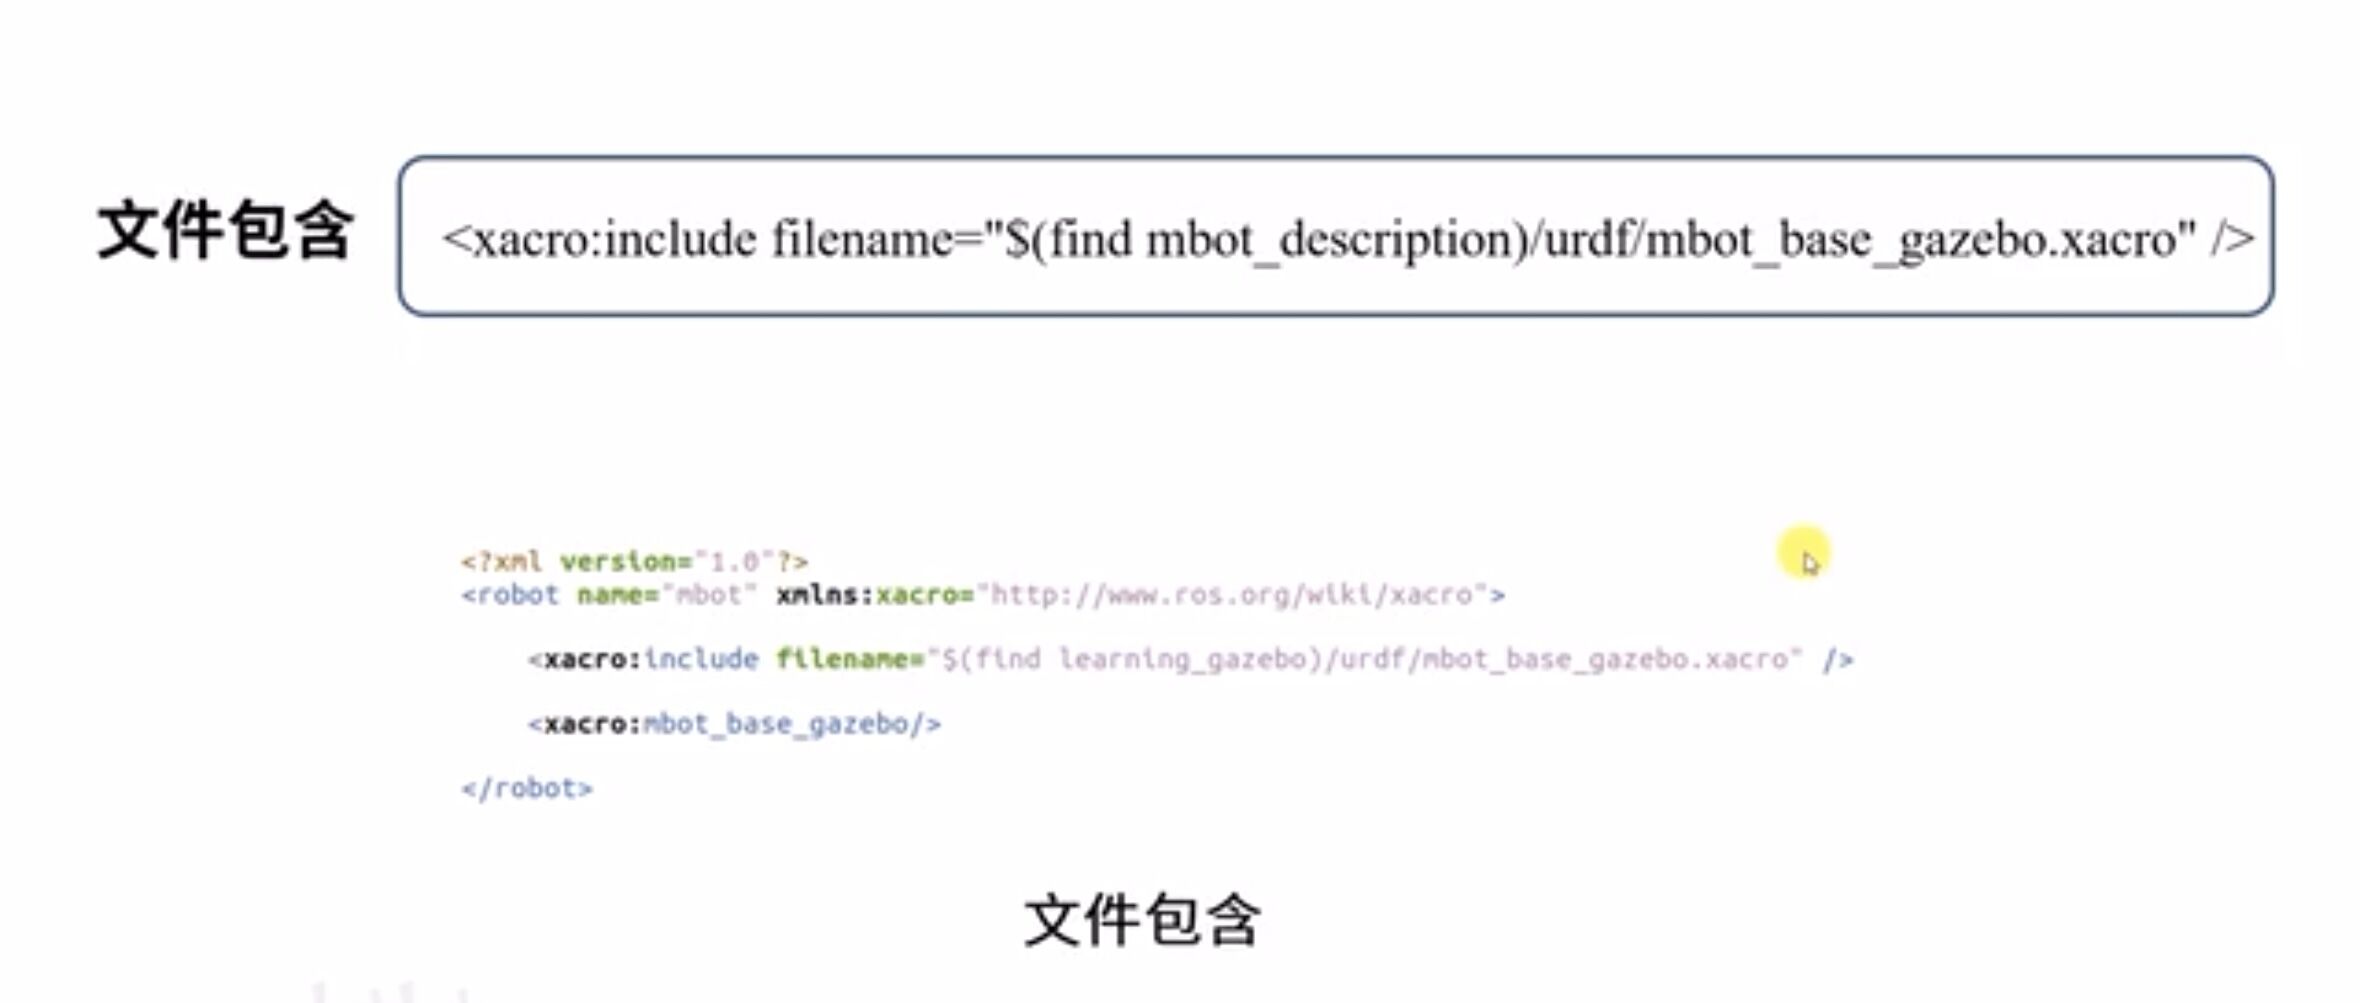 文件包含
<xacro:include filename="$(find mbot_description)/urdf/mbot_base_gazebo.xacro" />
<?xml version="1.0"?>
<robot name="mbot" xmlns:xacro="http://www.ros.org/wiki/xacro">
<xacro:include filename="$(find learning_gazebo)/urdf/mbot_base_gazebo.xacro" />
<xacro:mbot_base_gazebo/>
</robot>
文件包含